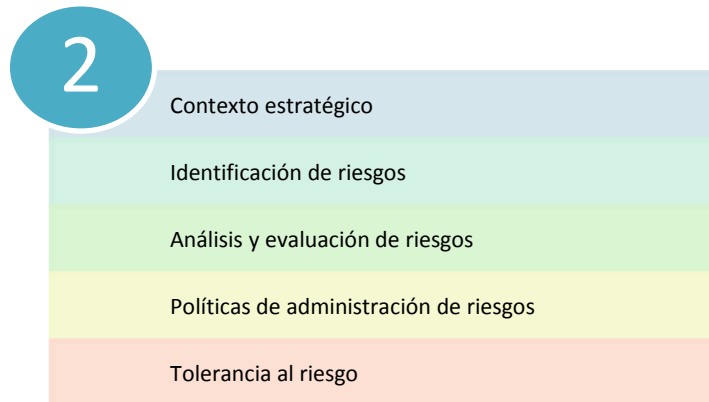 2
Contexto estratégico
Identificación de riesgos
Análisis y evaluación de riesgos
Políticas de administración de riesgos
Tolerancia al riesgo